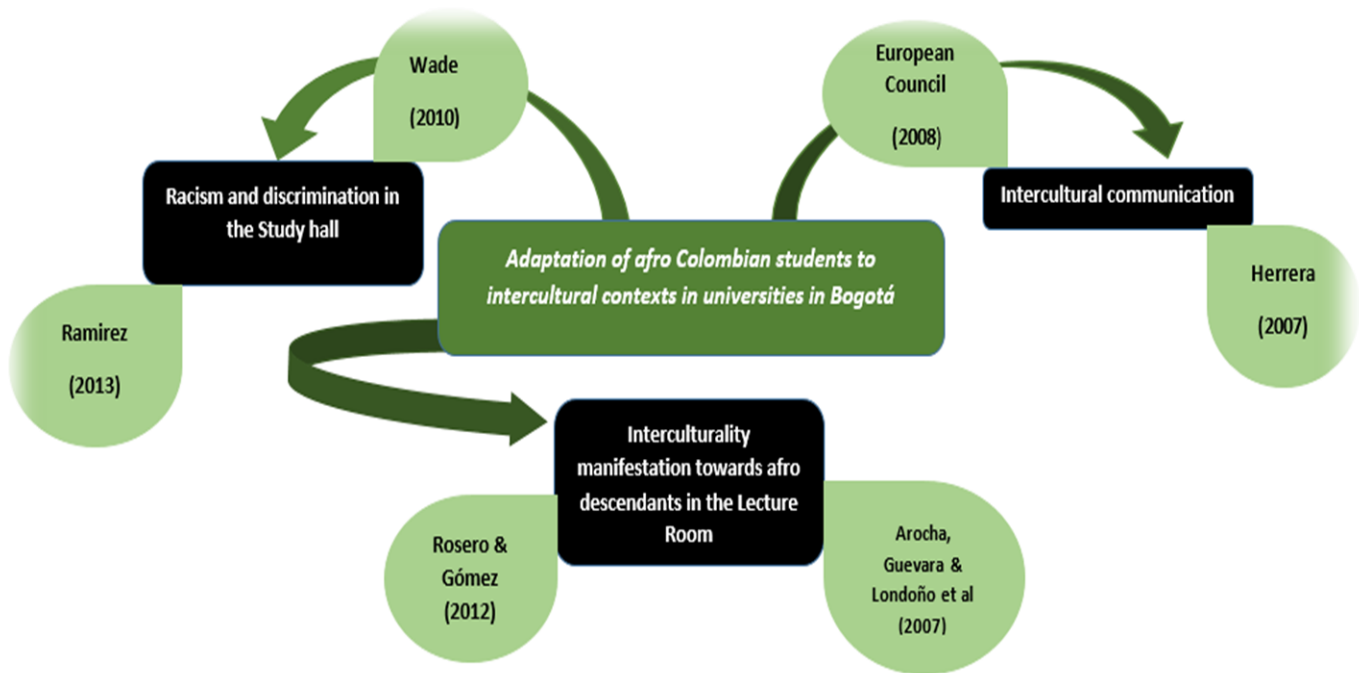 Wade
(2010)
European
Council
(2008)
Racism and discrimination in
the Study hall
Intercultural communication
Adaptation of afro Colombian students to
intercultural contexts in universities in Bogotá
Herrera
(2007)
Ramirez
(2013)
Interculturality
manifestation towards afro
descendants in the Lecture
Room
Rosero &
Gómez
(2012)
Arocha,
Guevara &
Londoño et al
(2007)